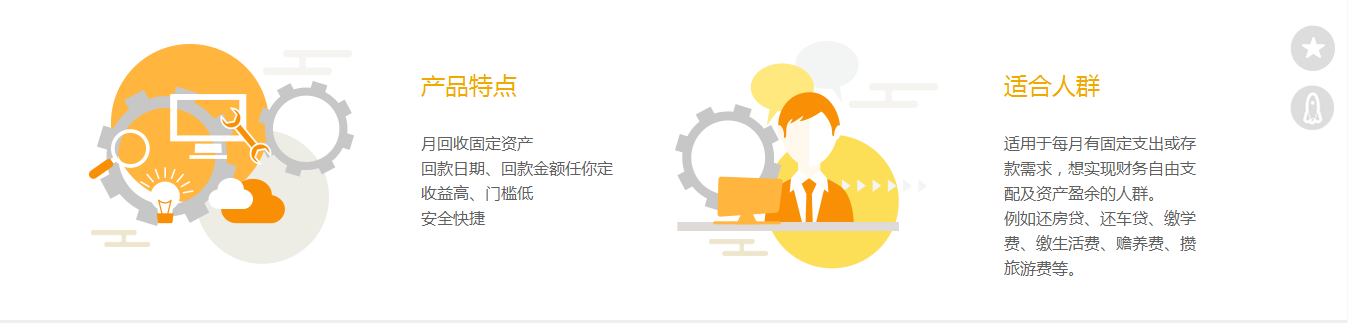 产品特点
月回收固定资产
回款日期、回款金额任你定
收益高、门槛低
安全快捷
适合人群
适用于每月有固定支出或存
款需求，想实现财务自由支
配及资产盈余的人群。
例如还房贷、还车贷、缴学
费、缴生活费、赡养费、攒
旅游费等。